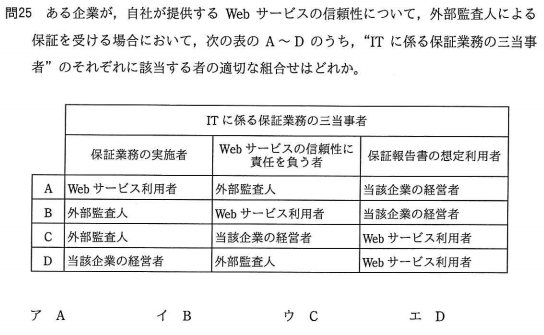 問25 ある企業が，自社が提供する Web サービスの信頼性について，外部監査人による
保証を受ける場合において，次の表の A～D のうち，“IT に係る保証業務の三当事
者” のそれぞれに該当する者の適切な組合せはどれか。
IT に係る保証業務の三当事者
保証業務の実施者 Web サービスの信頼性に 保証報告書の想定利用者
責任を負う者
A Web サービス利用者 外部監査人 当該企業の経営者
B 外部監査人 Web サービス利用者 当該企業の経営者
C 外部監査人 当該企業の経営者 Web サービス利用者
D 当該企業の経営者 外部監査人 Web サービス利用者
ア A イ B ウ C エ D